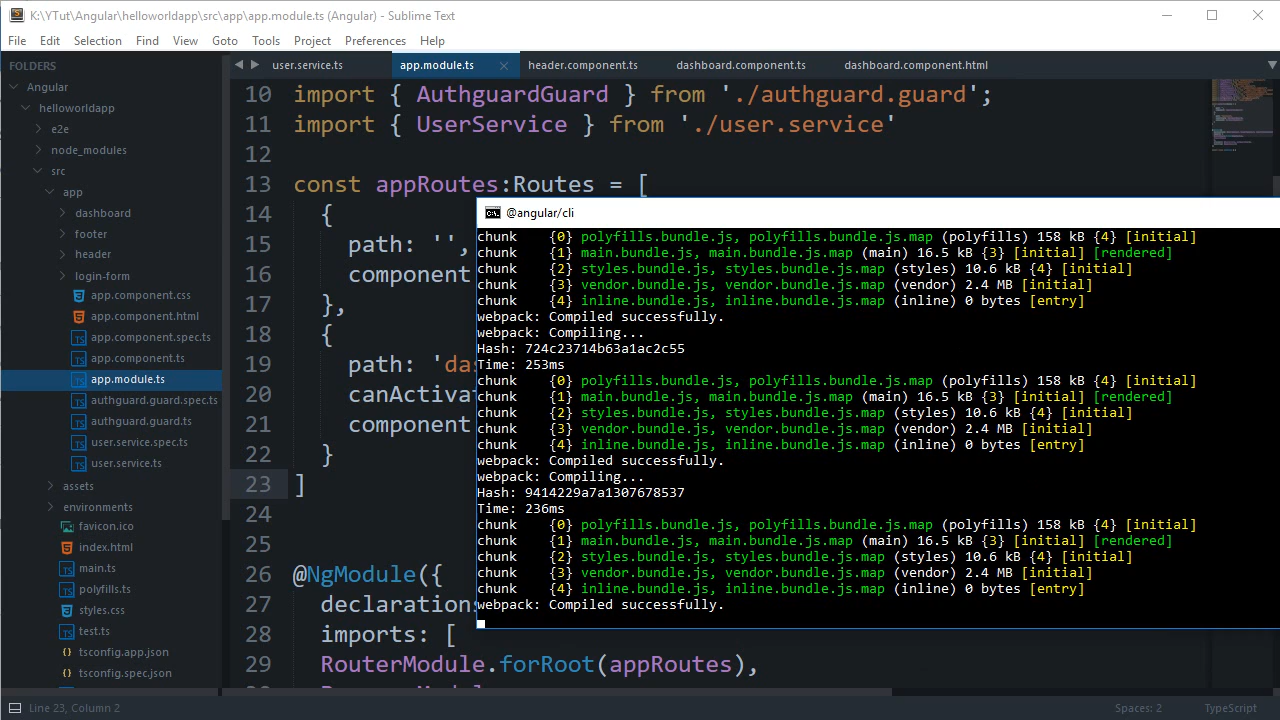 K:\YTut\Angular\helloworldapp\src\app\app.module.ts (Angular) - Sublime Text
File Edit Selection Find View Goto Tools Project Preferences Help
FOLDERS
Angular
helloworldapp
e2e
node_modules
src
app
dashboard
footer
header
login-form
app.component.css
app.component.html
app.component.spec.ts
app.component.ts
app.module.ts
authguard.guard.spec.ts
authguard.guard.ts
user.service.spec.ts
user.service.ts
assets
environments
favicon.ico
index.html
main.ts
polyfills.ts
styles.css
test.ts
tsconfig.app.json
tsconfig.spec.json
user.service.ts app.module.ts header.component.ts dashboard.component.ts dashboard.component.html
10 import { AuthguardGuard } from './authguard.guard';
11 import { UserService } from './user.service'
12
13 const appRoutes:Routes = [
14 {
15 path: '',
16 component
17 },
18 {
19 path: 'da
20 canActiva
21 component
22 }
23 ]
24
25
26 @NgModule({
27 declarations
28 imports: [
29 RouterModule.forRoot(appRoutes),
@angular/cli
chunk {0} polyfills.bundle.js, polyfills.bundle.js.map (polyfills) 158 kB {4} [initial]
chunk {1} main.bundle.js, main.bundle.js.map (main) 16.5 kB {3} [initial] [rendered]
chunk {2} styles.bundle.js, styles.bundle.js.map (styles) 10.6 kB {4} [initial]
chunk {3} vendor.bundle.js, vendor.bundle.js.map (vendor) 2.4 MB [initial]
chunk {4} inline.bundle.js, inline.bundle.js.map (inline) 0 bytes [entry]
webpack: Compiled successfully.
webpack: Compiling...
Hash: 724c23714b63a1ac2c55
Time: 253ms
chunk {0} polyfills.bundle.js, polyfills.bundle.js.map (polyfills) 158 kB {4} [initial]
chunk {1} main.bundle.js, main.bundle.js.map (main) 16.5 kB {3} [initial] [rendered]
chunk {2} styles.bundle.js, styles.bundle.js.map (styles) 10.6 kB {4} [initial]
chunk {3} vendor.bundle.js, vendor.bundle.js.map (vendor) 2.4 MB [initial]
chunk {4} inline.bundle.js, inline.bundle.js.map (inline) 0 bytes [entry]
webpack: Compiled successfully.
webpack: Compiling...
Hash: 9414229a7a1307678537
Time: 236ms
chunk {0} polyfills.bundle.js, polyfills.bundle.js.map (polyfills) 158 kB {4} [initial]
chunk {1} main.bundle.js, main.bundle.js.map (main) 16.5 kB {3} [initial] [rendered]
chunk {2} styles.bundle.js, styles.bundle.js.map (styles) 10.6 kB {4} [initial]
chunk {3} vendor.bundle.js, vendor.bundle.js.map (vendor) 2.4 MB [initial]
chunk {4} inline.bundle.js, inline.bundle.js.map (inline) 0 bytes [entry]
webpack: Compiled successfully.
Line 23, Column 2 Spaces: 2 TypeScript